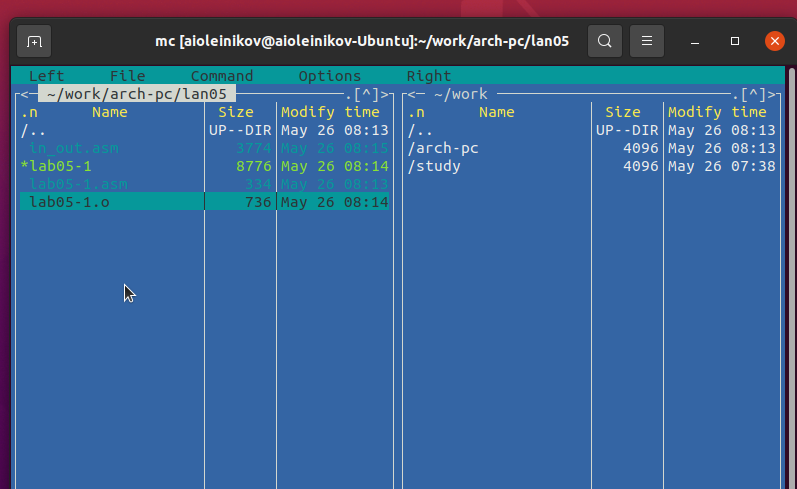 mc [aioleinikov@aioleinikov-Ubuntu]:~/work/arch-pc/lan05
Left File Command Options Right
<─ ~/work/arch-pc/lan05 .[^]>
.n Name Size Modify time
/.. UP--DIR May 26 08:13
in_out.asm 3774 May 26 08:15
*lab05-1 8776 May 26 08:14
lab05-1.asm 334 May 26 08:13
lab05-1.o 736 May 26 08:14
<─ ~/work .[^]>
.n Name Size Modify time
/.. UP--DIR May 26 08:13
/arch-pc 4096 May 26 08:13
/study 4096 May 26 07:38